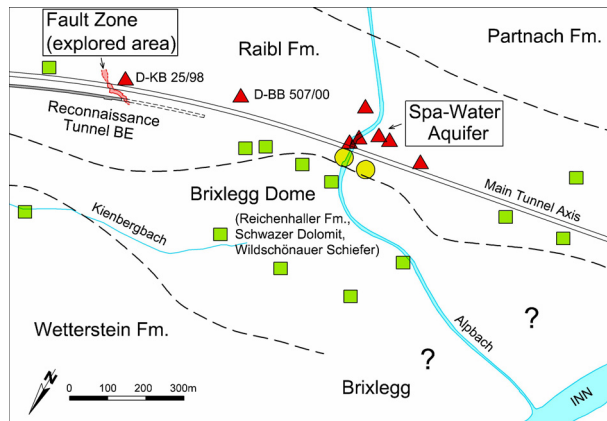 Fault Zone
(explored area)
Raibl Fm.
Partnach Fm.
D-KB 25/98
D-BB 507/00
Reconnaissance
Tunnel BE
Spa-Water
Aquifer
Main Tunnel Axis
Brixlegg Dome
(Reichenhaller Fm.,
Schwazer Dolomit,
Wildschönauer Schiefer)
Kienbergbach
Wetterstein Fm.
Alpbach
?
?
Brixlegg
INN
0 100 200 300m